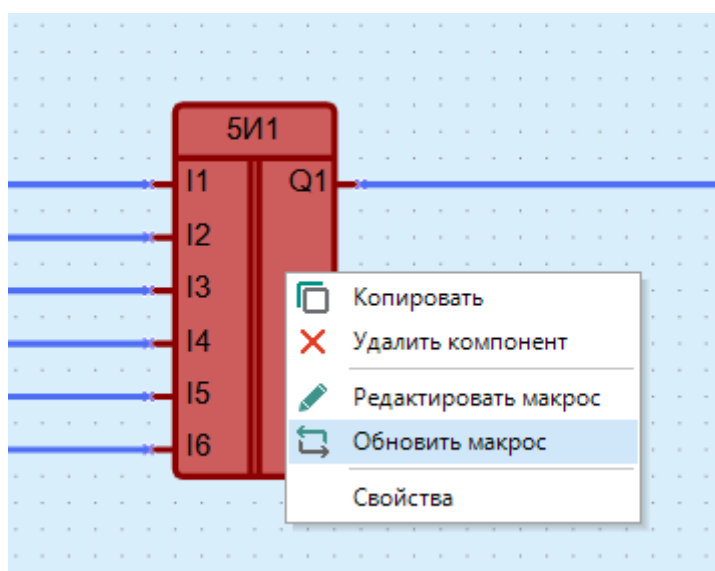 5И1
I1 Q1
I2
I3
I4
I5
I6
Копировать
Удалить компонент
Редактировать макрос
Обновить макрос
Свойства